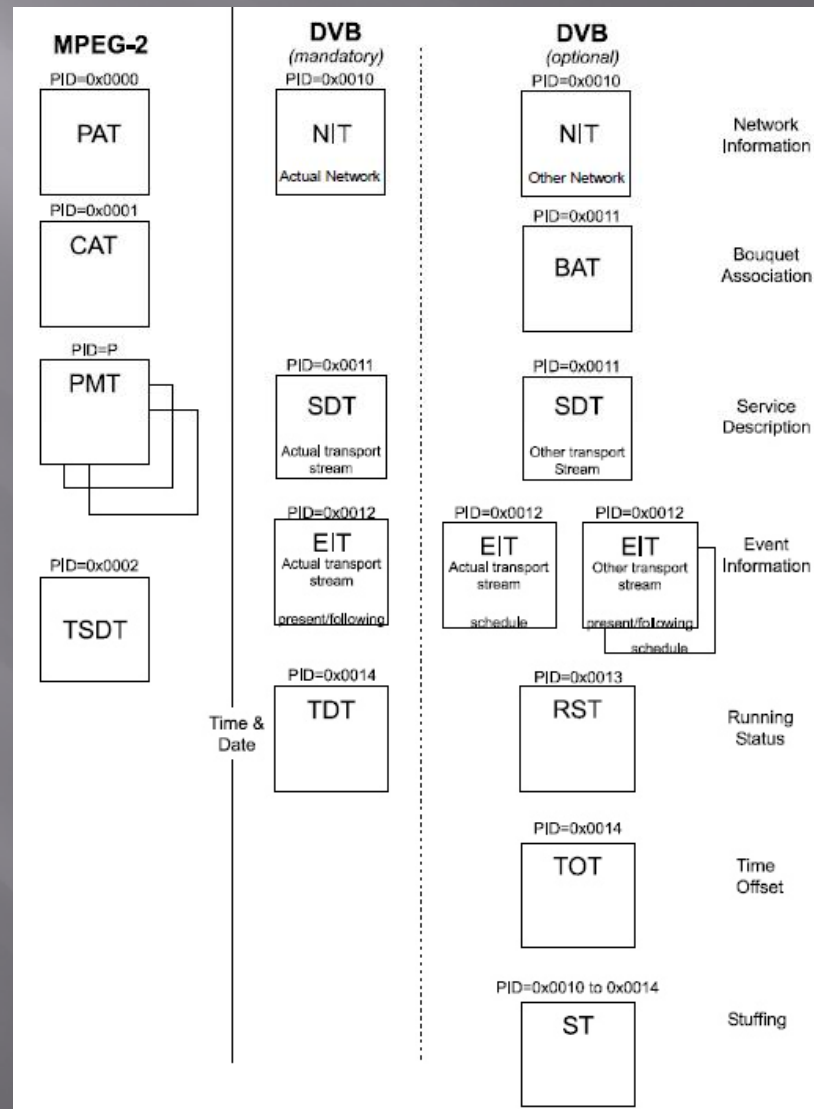 MPEG-2
PID=0x0000
PAT
PID=0x0001
CAT
PID=P
PMT
PID=0x0002
TSDT
DVB
(mandatory)
PID=0x0010
NIT
Actual Network
PID=0x0011
SDT
Actual transport
stream
PID=0x0012
EIT
Actual transport
stream
present/following
PID=0x0014
TDT
Time &
Date
DVB
(optional)
PID=0x0010
NIT
Other Network
PID=0x0011
BAT
PID=0x0011
SDT
Other transport
Stream
PID=0x0012
EIT
Actual transport
stream
schedule
PID=0x0012
EIT
Other transport
stream
present/following
schedule
PID=0x0013
RST
PID=0x0014
TOT
PID=0x0010 to 0x0014
ST
Network
Information
Bouquet
Association
Service
Description
Event
Information
Running
Status
Time
Offset
Stuffing